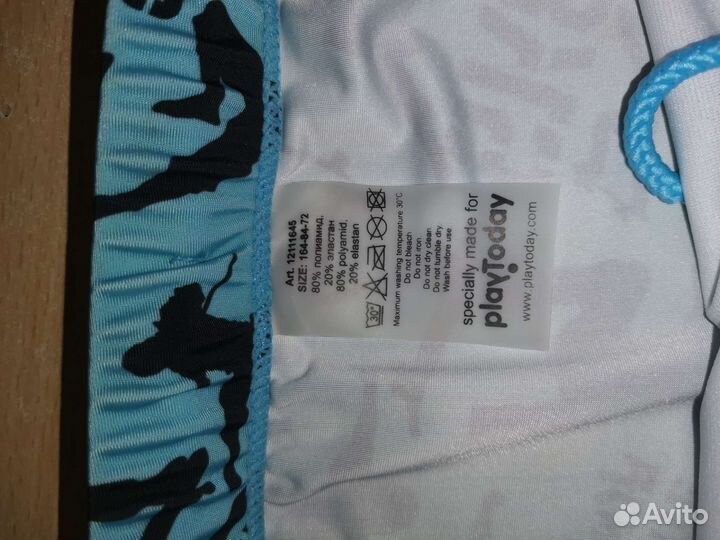 Art. 12111645
SIZE: 164-84-72
80% полиамид,
20% эластан
80% polyamid,
20% elastan
30°
Maximum washing temperature 30°C
Do not bleach
Do not iron
Do not dry clean
Do not tumble dry
Wash before use
specially made for
playToday
www.playtoday.com
Avito